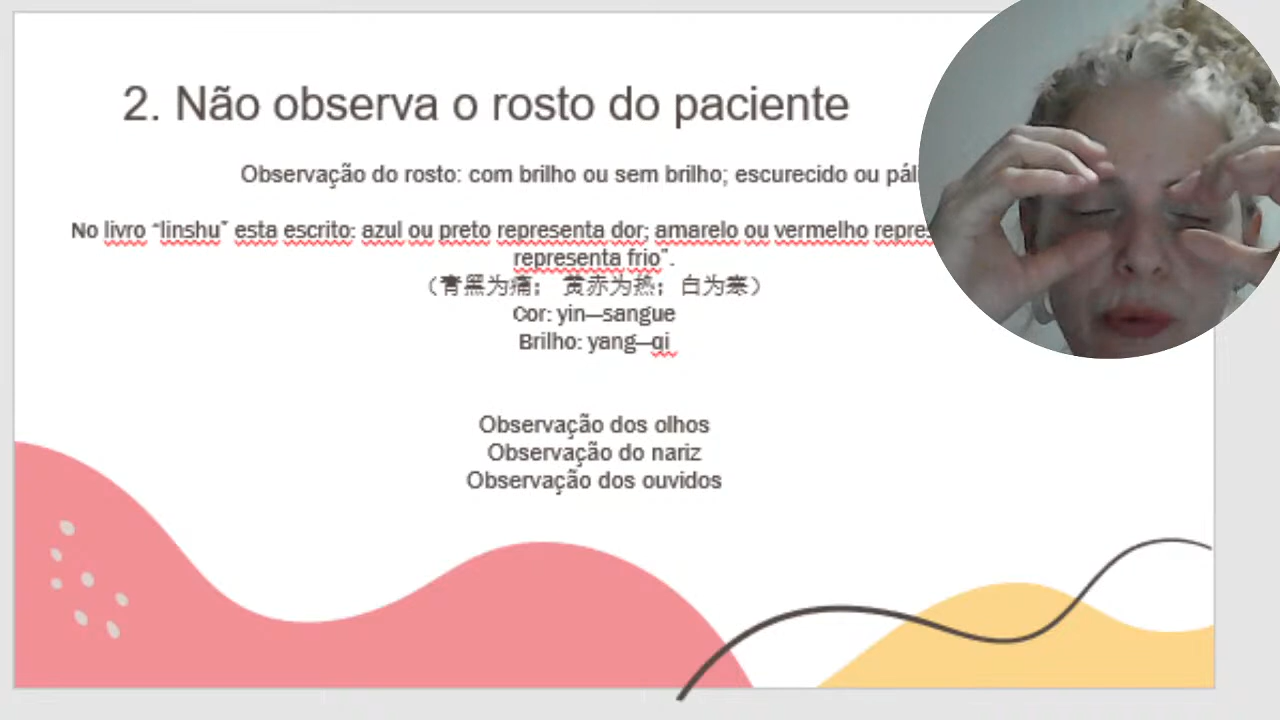 2. Não observa o rosto do paciente
Observação do rosto: com brilho ou sem brilho; escurecido ou
No livro “linshu” esta escrito: azul ou preto representa dor; amarelo ou vermelho
representa frio”.
（青黑为痛； 黄赤为热； 白为寒）
Cor: yin—sangue
Brilho: yang—qi
Observação dos olhos
Observação do nariz
Observação dos ouvidos